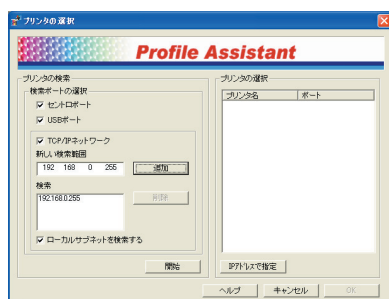 プリンタの選択
Profile Assistant
プリンタの検索
検索ポートの選択
セントロポート
USBポート
TCP/IPネットワーク
新しい検索範囲
192 168 0 255
追加
検索
192.168.0.255
削除
ローカルサブネットを検索する
開始
プリンタの選択
プリンタ名 ポート
IPアドレスで指定
ヘルプ キャンセル OK